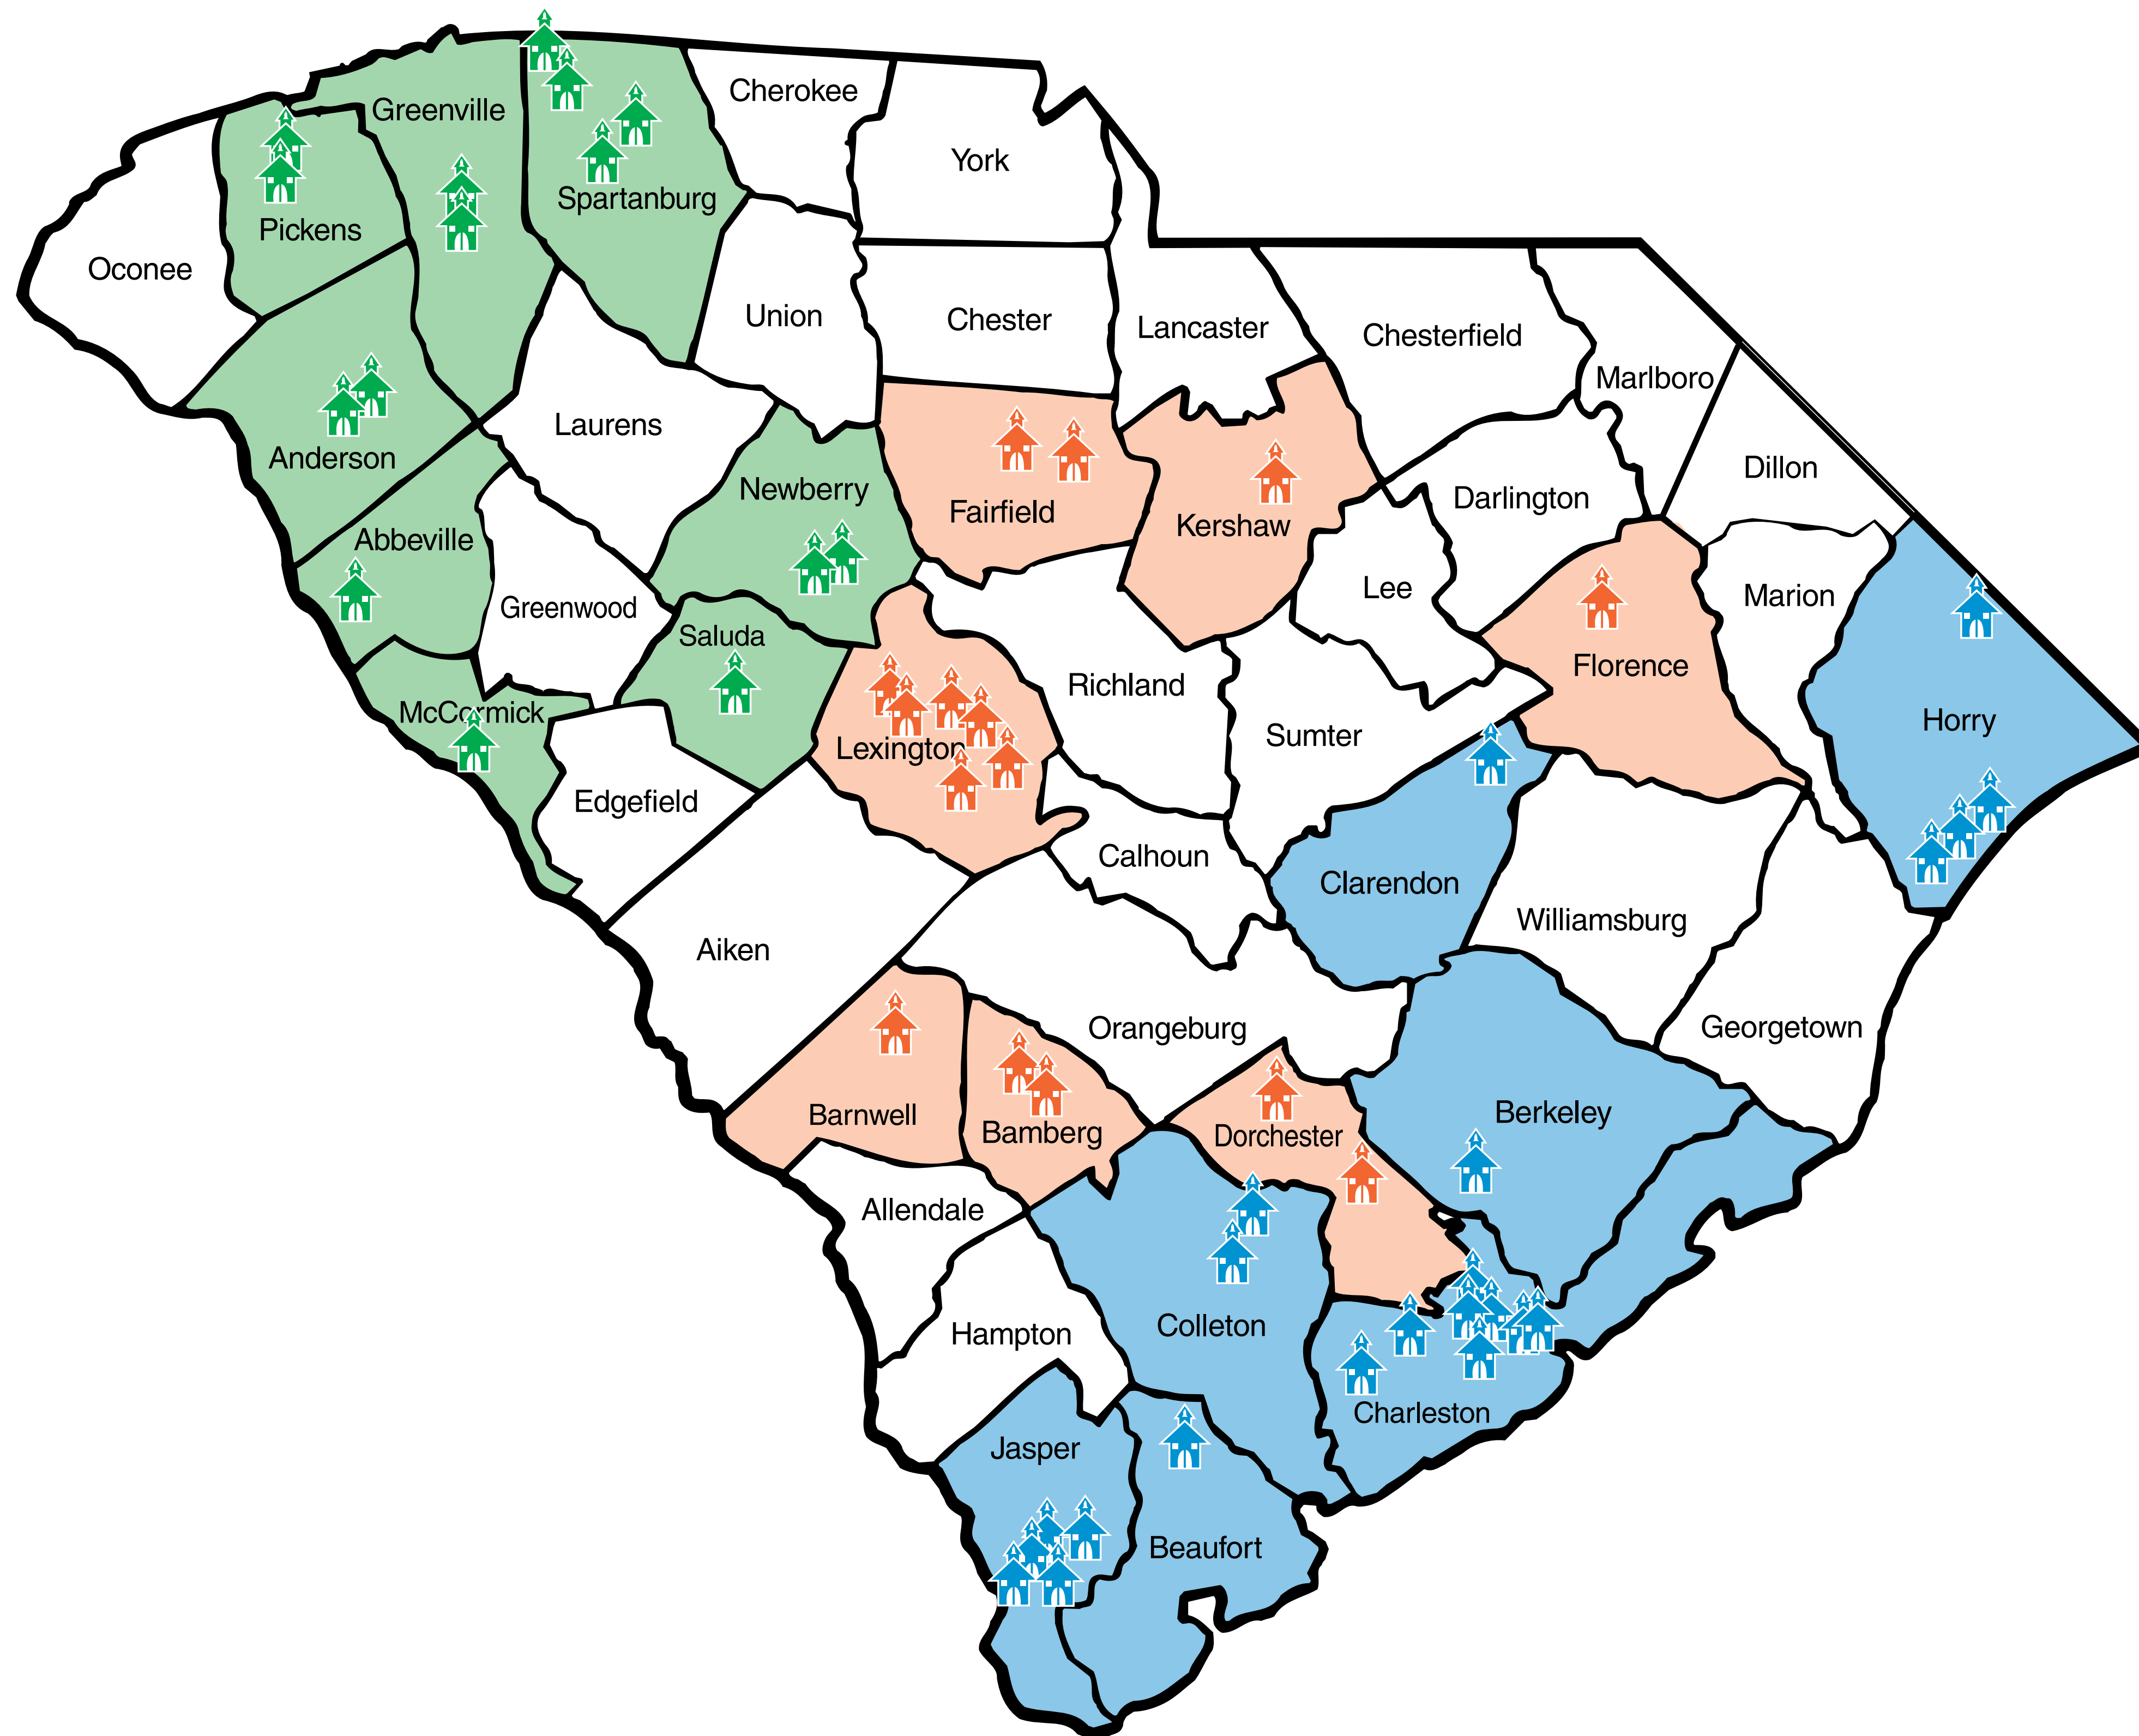 Cherokee
Greenville
York
Spartanburg
Pickens
Oconee
Union
Chester
Lancaster
Chesterfield
Marlboro
Laurens
Anderson
Dillon
Newberry
Darlington
Fairfield
Kershaw
Abbeville
Lee
Marion
Greenwood
Saluda
Florence
Richland
McCormick
Horry
Sumter
Lexington
Edgefield
Calhoun
Clarendon
Williamsburg
Aiken
Orangeburg
Georgetown
Barnwell
Berkeley
Bamberg
Dorchester
Allendale
Colleton
Hampton
Charleston
Jasper
Beaufort